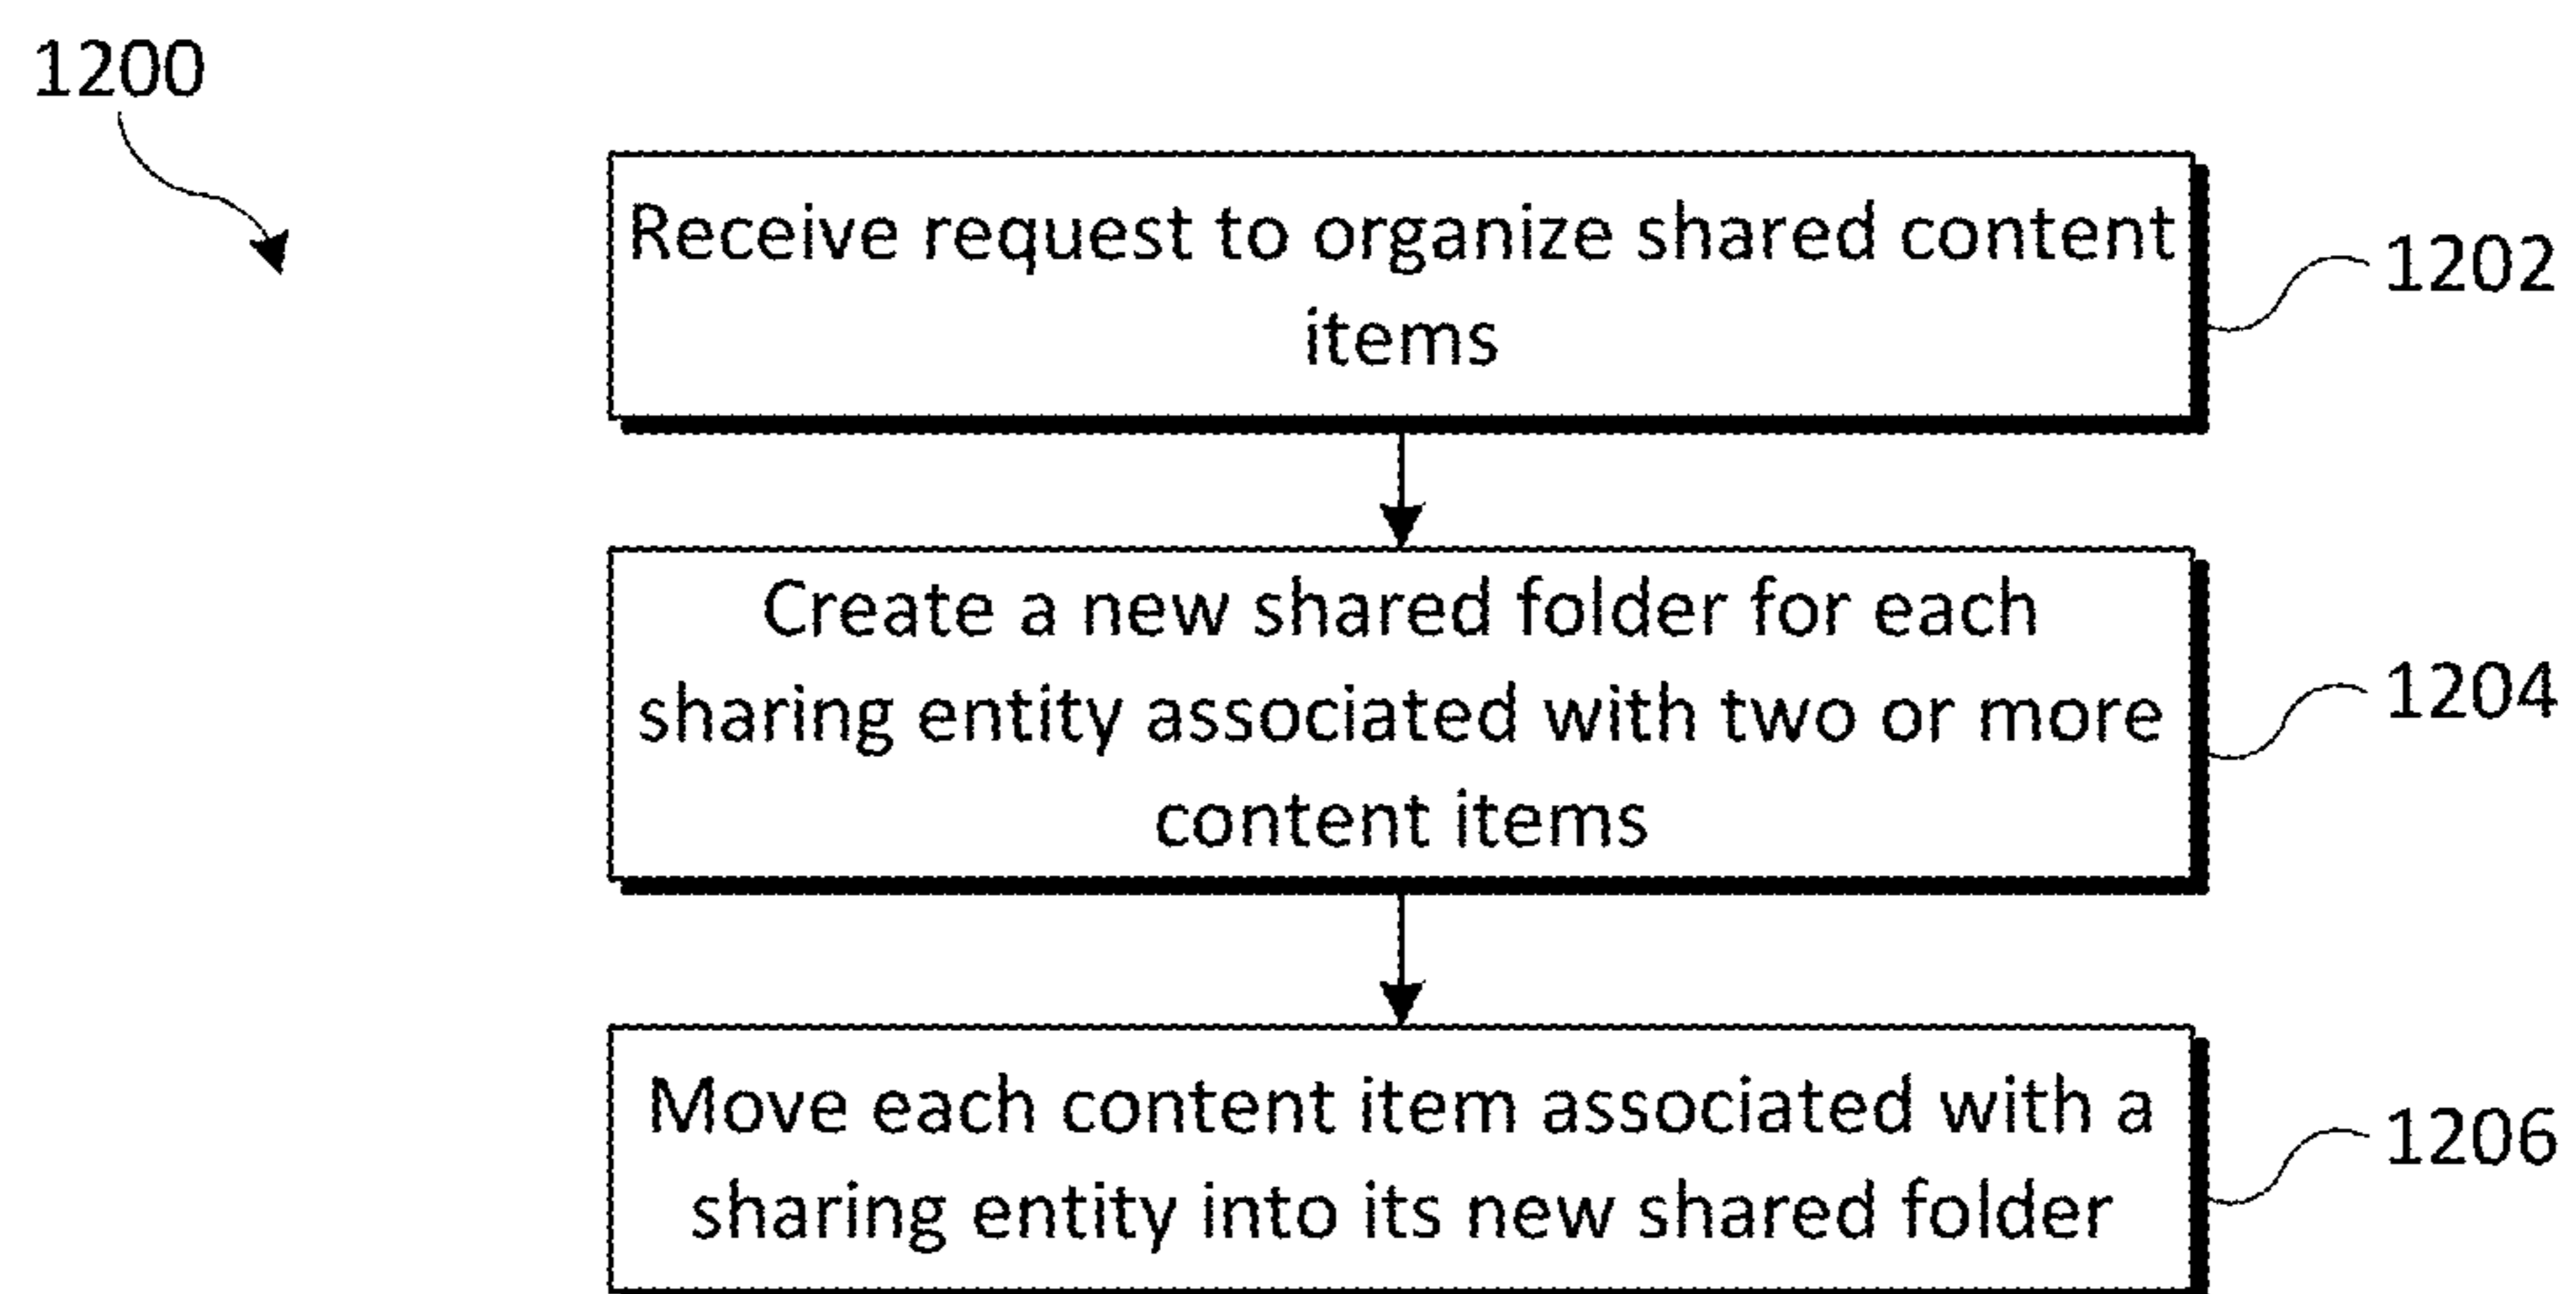 1200
Receive request to organize shared content
items
1202
Create a new shared folder for each
sharing entity associated with two or more
content items
1204
Move each content item associated with a
sharing entity into its new shared folder
1206